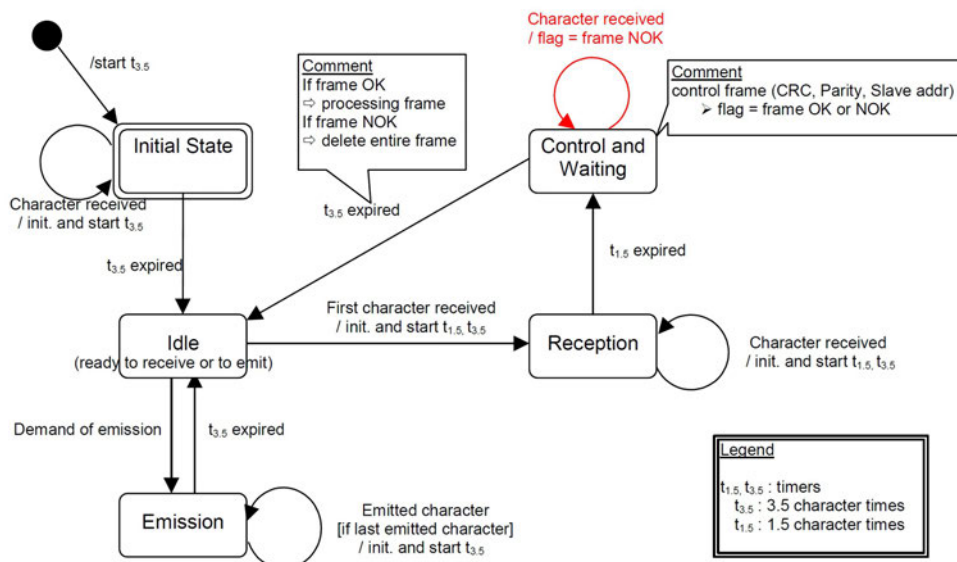 /start t3.5
Character received
/ flag = frame NOK
Comment
If frame OK
⇨ processing frame
If frame NOK
⇨ delete entire frame
Comment
control frame (CRC, Parity, Slave addr)
➢ flag = frame OK or NOK
Initial State
Control and
Waiting
Character received
/ init. and start t3.5
t3.5 expired
t3.5 expired
t1.5 expired
First character received
/ init. and start t1.5, t3.5
Idle
(ready to receive or to emit)
Reception
Character received
/ init. and start t1.5, t3.5
Demand of emission
t3.5 expired
Emission
Emitted character
[if last emitted character]
/ init. and start t3.5
Legend
t1.5, t3.5 : timers
t3.5 : 3.5 character times
t1.5 : 1.5 character times